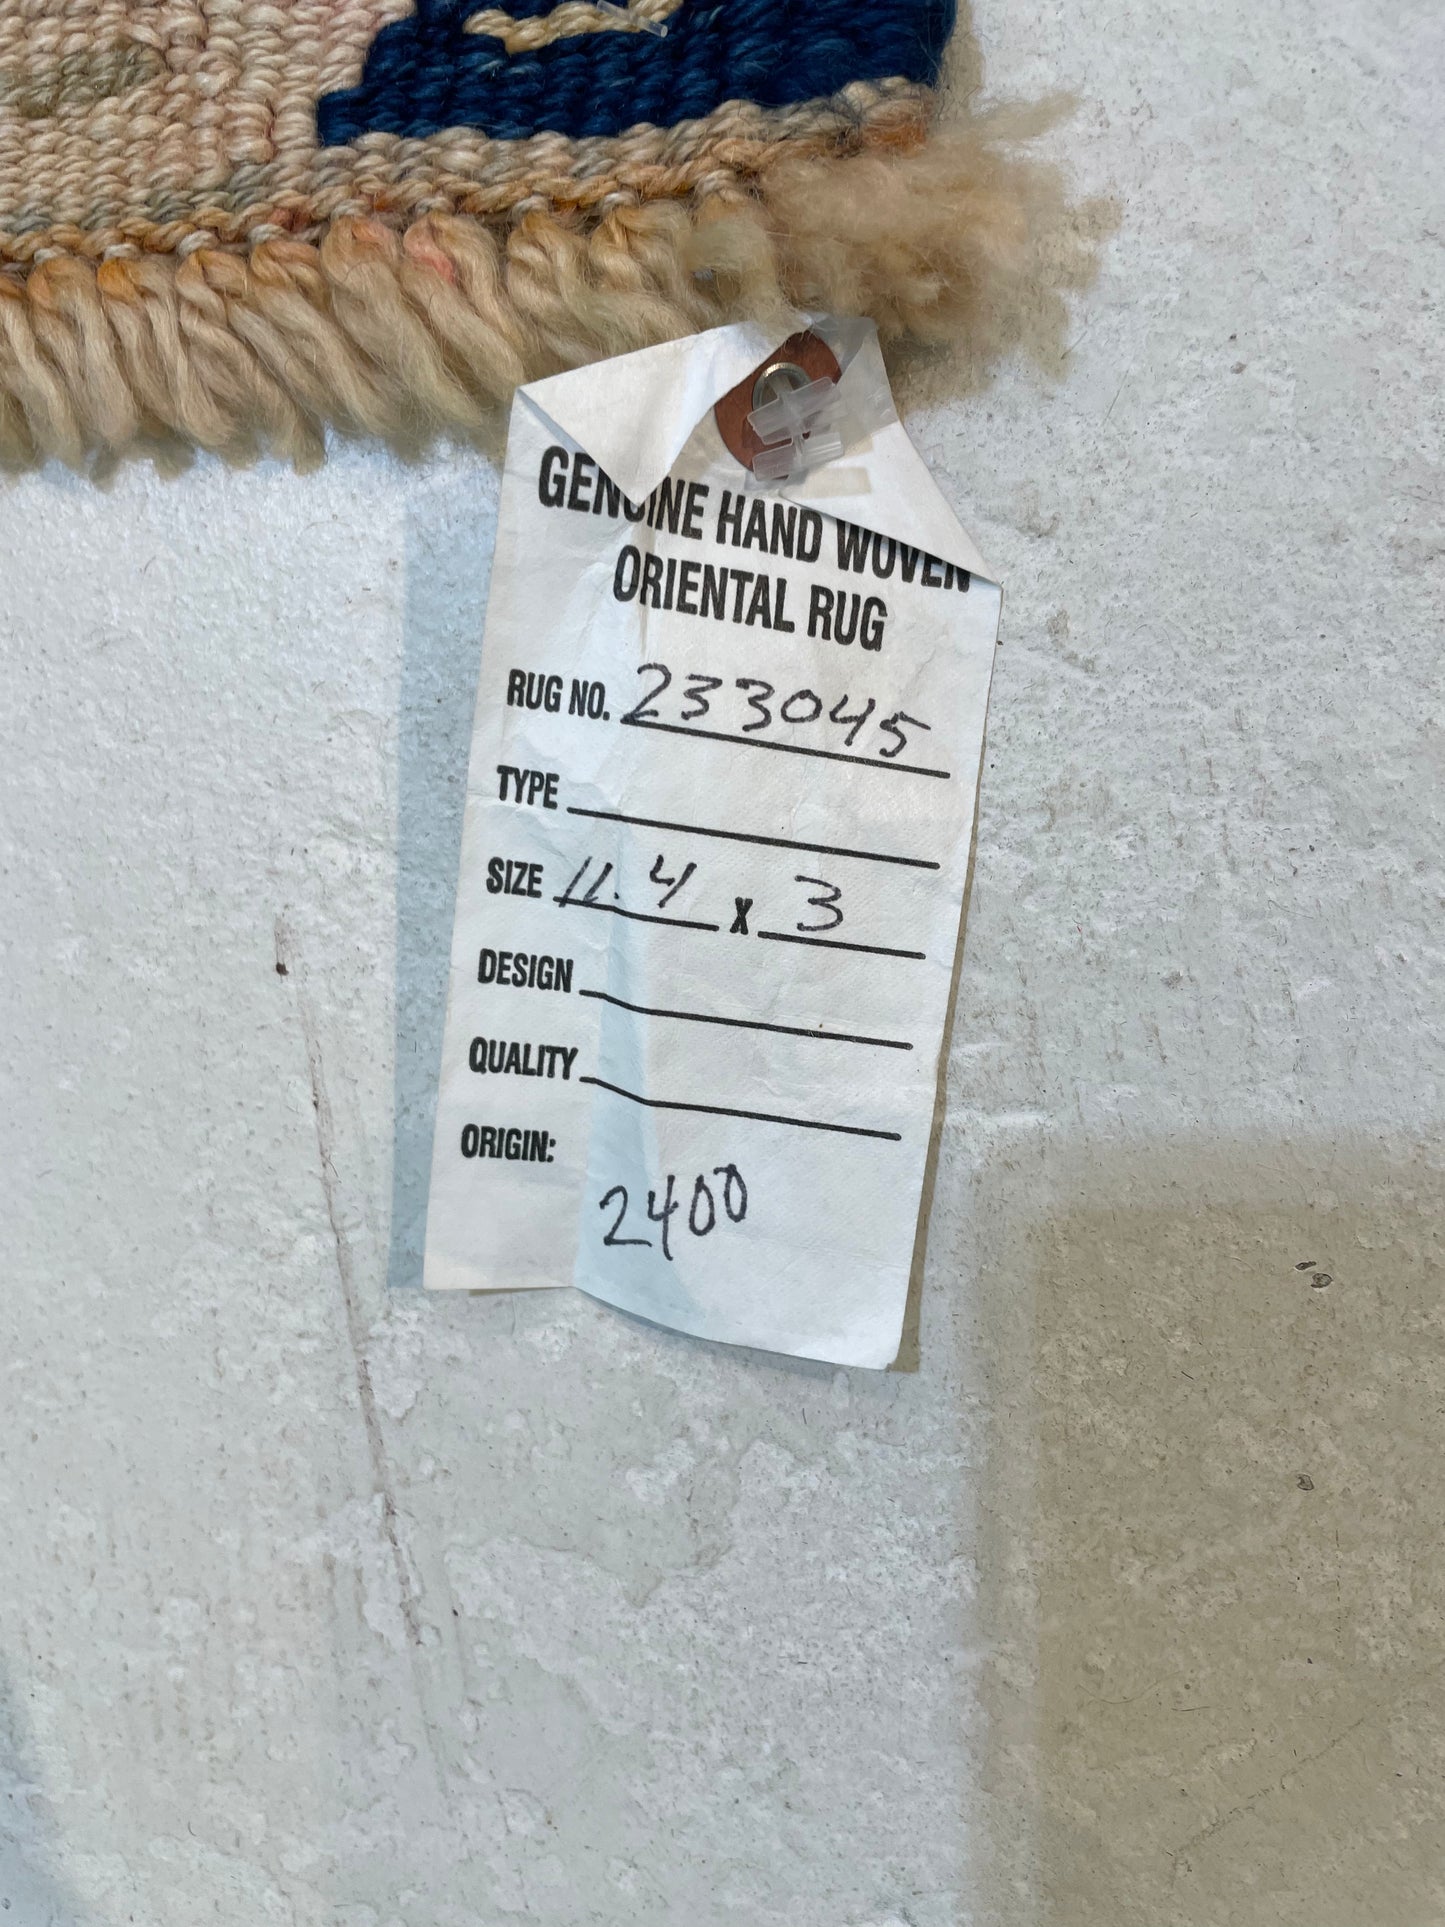 GENUINE HAND WOVEN
ORIENTAL RUG
RUG NO. 233045
TYPE
SIZE 11.4 X 3
DESIGN
QUALITY
ORIGIN:
2400